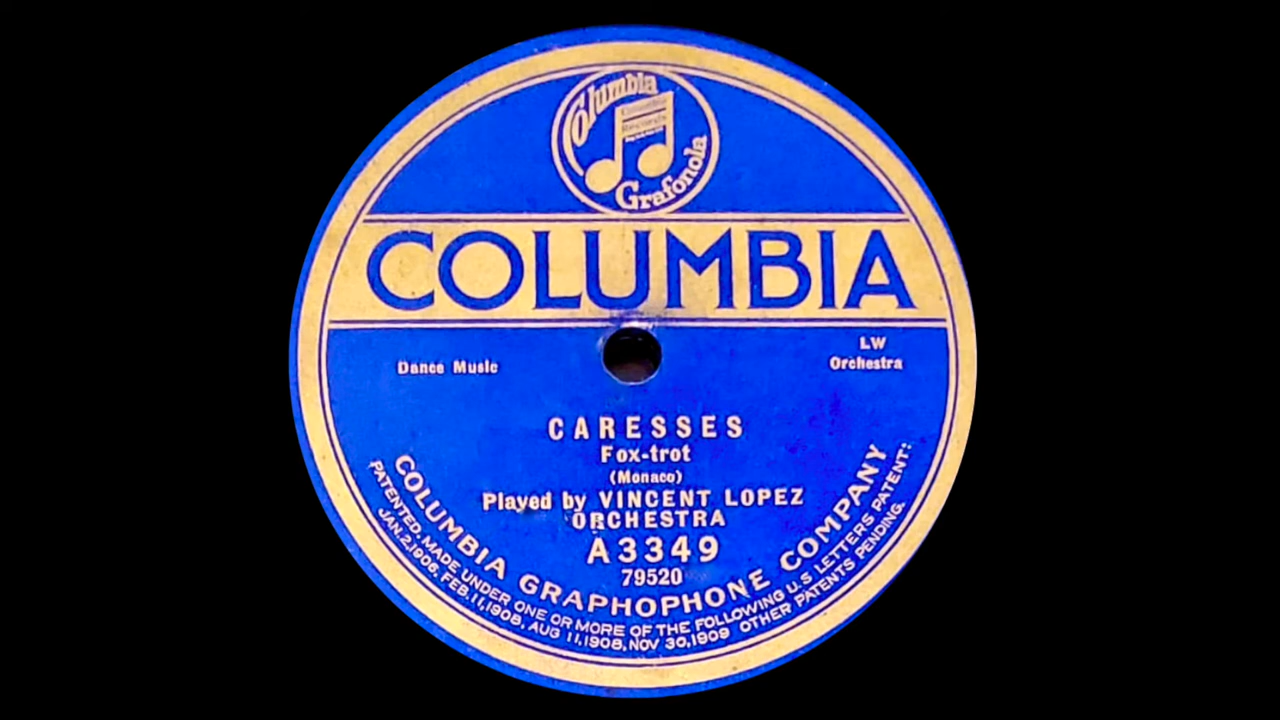 Columbia
Columbia
Records
Grafonola
COLUMBIA
LW
Dance Music
Orchestra
CARESSES
Fox-trot
(Monaco)
Played by VINCENT LOPEZ
ORCHESTRA
A3349
79520
COLUMBIA GRAPHOPHONE COMPANY
PATENTED. MADE UNDER ONE OR MORE OF THE FOLLOWING U.S LETTERS PATENT:
JAN.2,1906, FEB.11,1908, AUG 11,1908, NOV 30,1909 OTHER PATENTS PENDING.